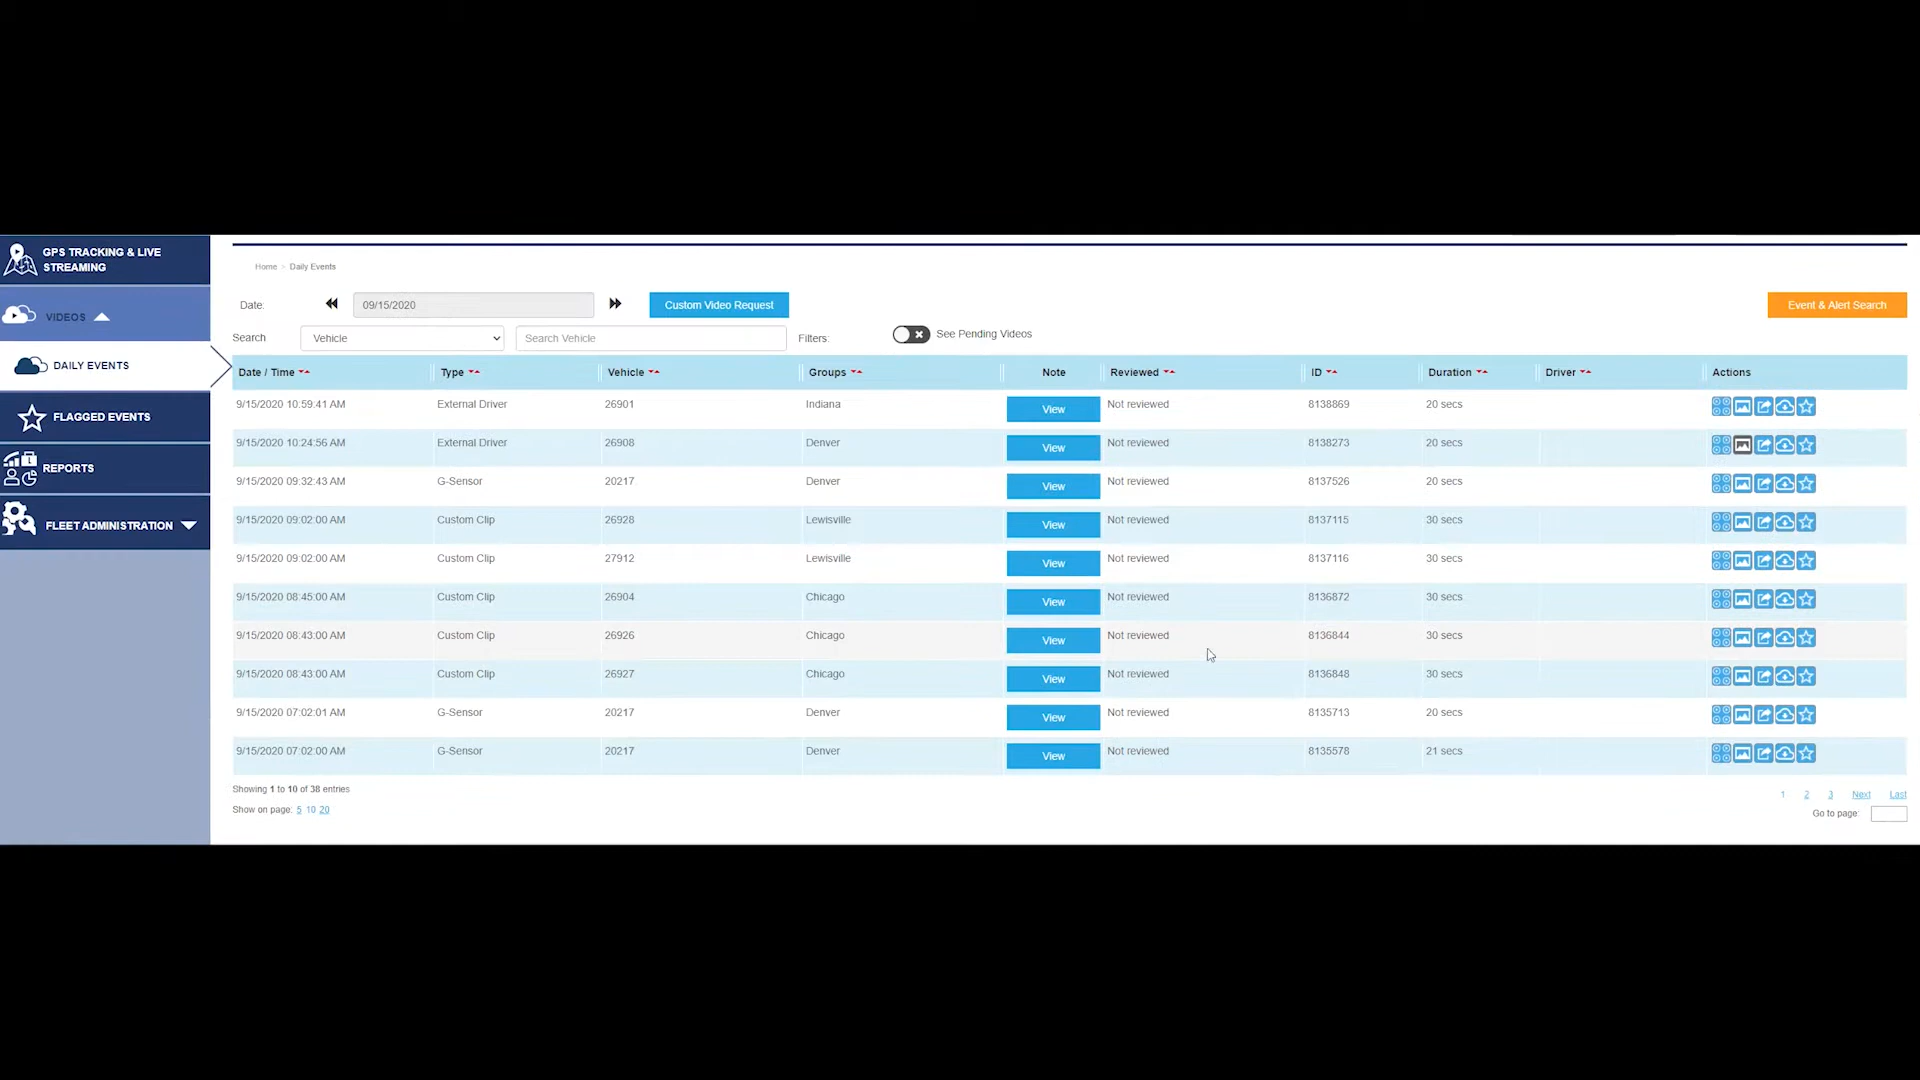 GPS TRACKING & LIVE
STREAMING
VIDEOS
DAILY EVENTS
FLAGGED EVENTS
REPORTS
FLEET ADMINISTRATION
Home > Daily Events
Date: 09/15/2020 Custom Video Request Event & Alert Search
Search Vehicle Search Vehicle Filters: See Pending Videos
Date / Time Type Vehicle Groups Note Reviewed ID Duration Driver Actions
9/15/2020 10:59:41 AM External Driver 26901 Indiana View Not reviewed 8138869 20 secs
9/15/2020 10:24:56 AM External Driver 26908 Denver View Not reviewed 8138273 20 secs
9/15/2020 09:32:43 AM G-Sensor 20217 Denver View Not reviewed 8137526 20 secs
9/15/2020 09:02:00 AM Custom Clip 26928 Lewisville View Not reviewed 8137115 30 secs
9/15/2020 09:02:00 AM Custom Clip 27912 Lewisville View Not reviewed 8137116 30 secs
9/15/2020 08:45:00 AM Custom Clip 26904 Chicago View Not reviewed 8136872 30 secs
9/15/2020 08:43:00 AM Custom Clip 26926 Chicago View Not reviewed 8136844 30 secs
9/15/2020 08:43:00 AM Custom Clip 26927 Chicago View Not reviewed 8136848 30 secs
9/15/2020 07:02:01 AM G-Sensor 20217 Denver View Not reviewed 8135713 20 secs
9/15/2020 07:02:00 AM G-Sensor 20217 Denver View Not reviewed 8135578 21 secs
Showing 1 to 10 of 38 entries
1 2 3 Next Last
Show on page: 5 10 20
Go to page: